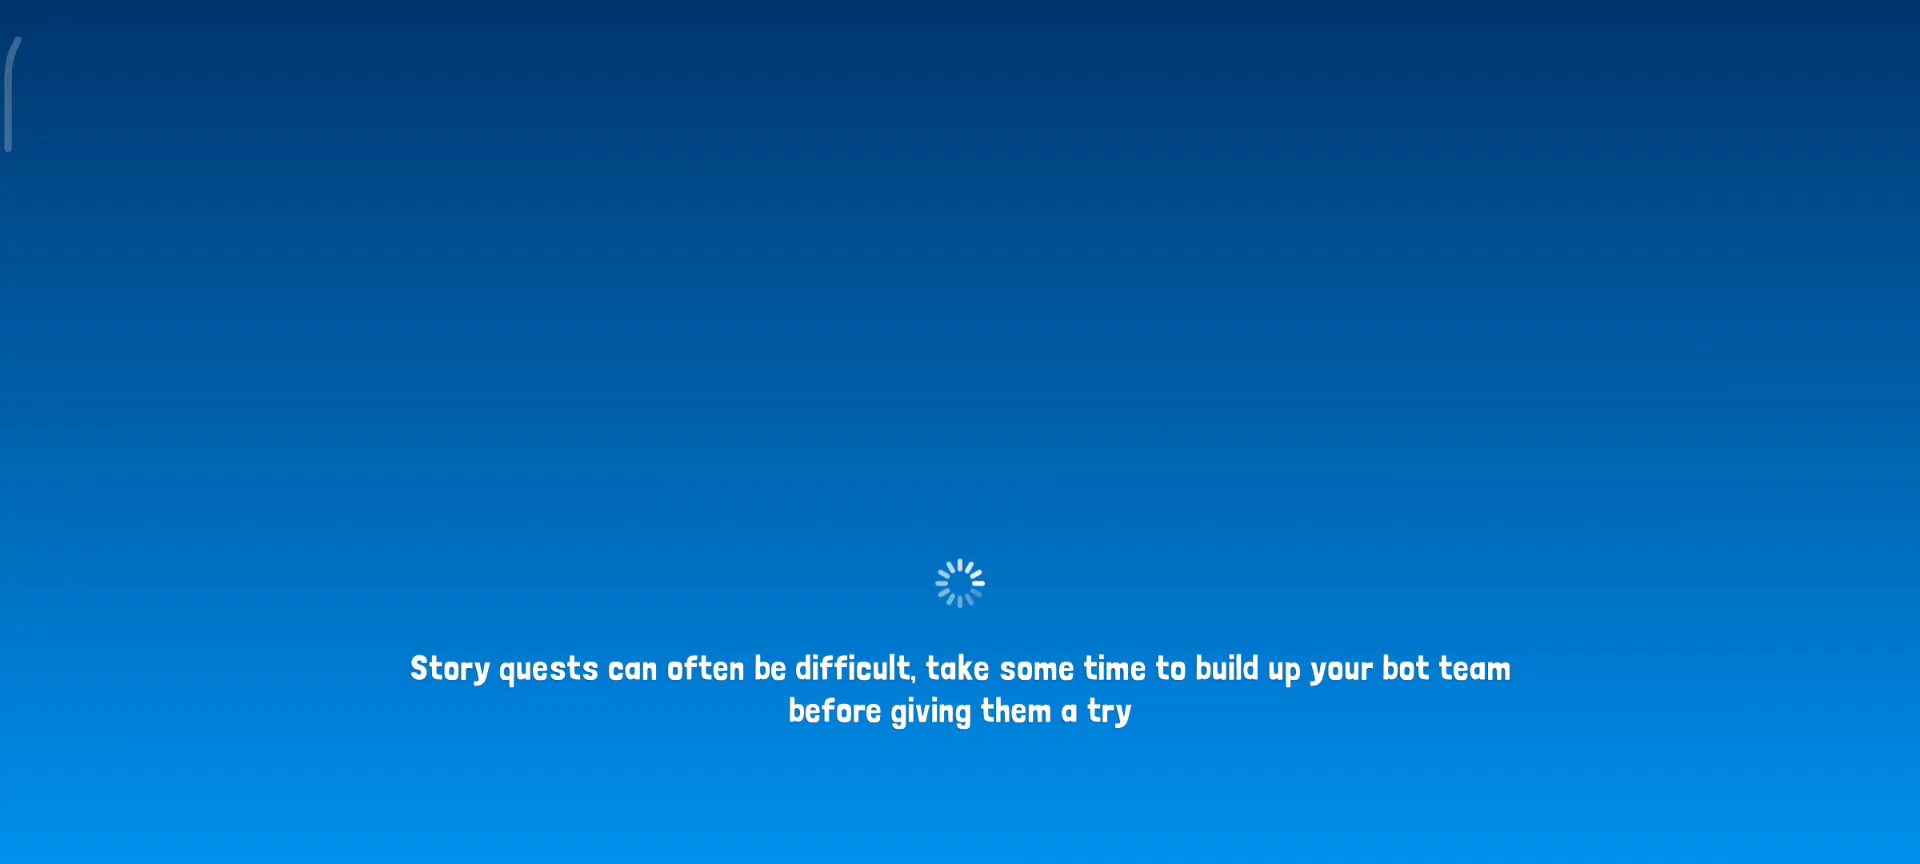 Story quests can often be difficult, take some time to build up your bot team
before giving them a try